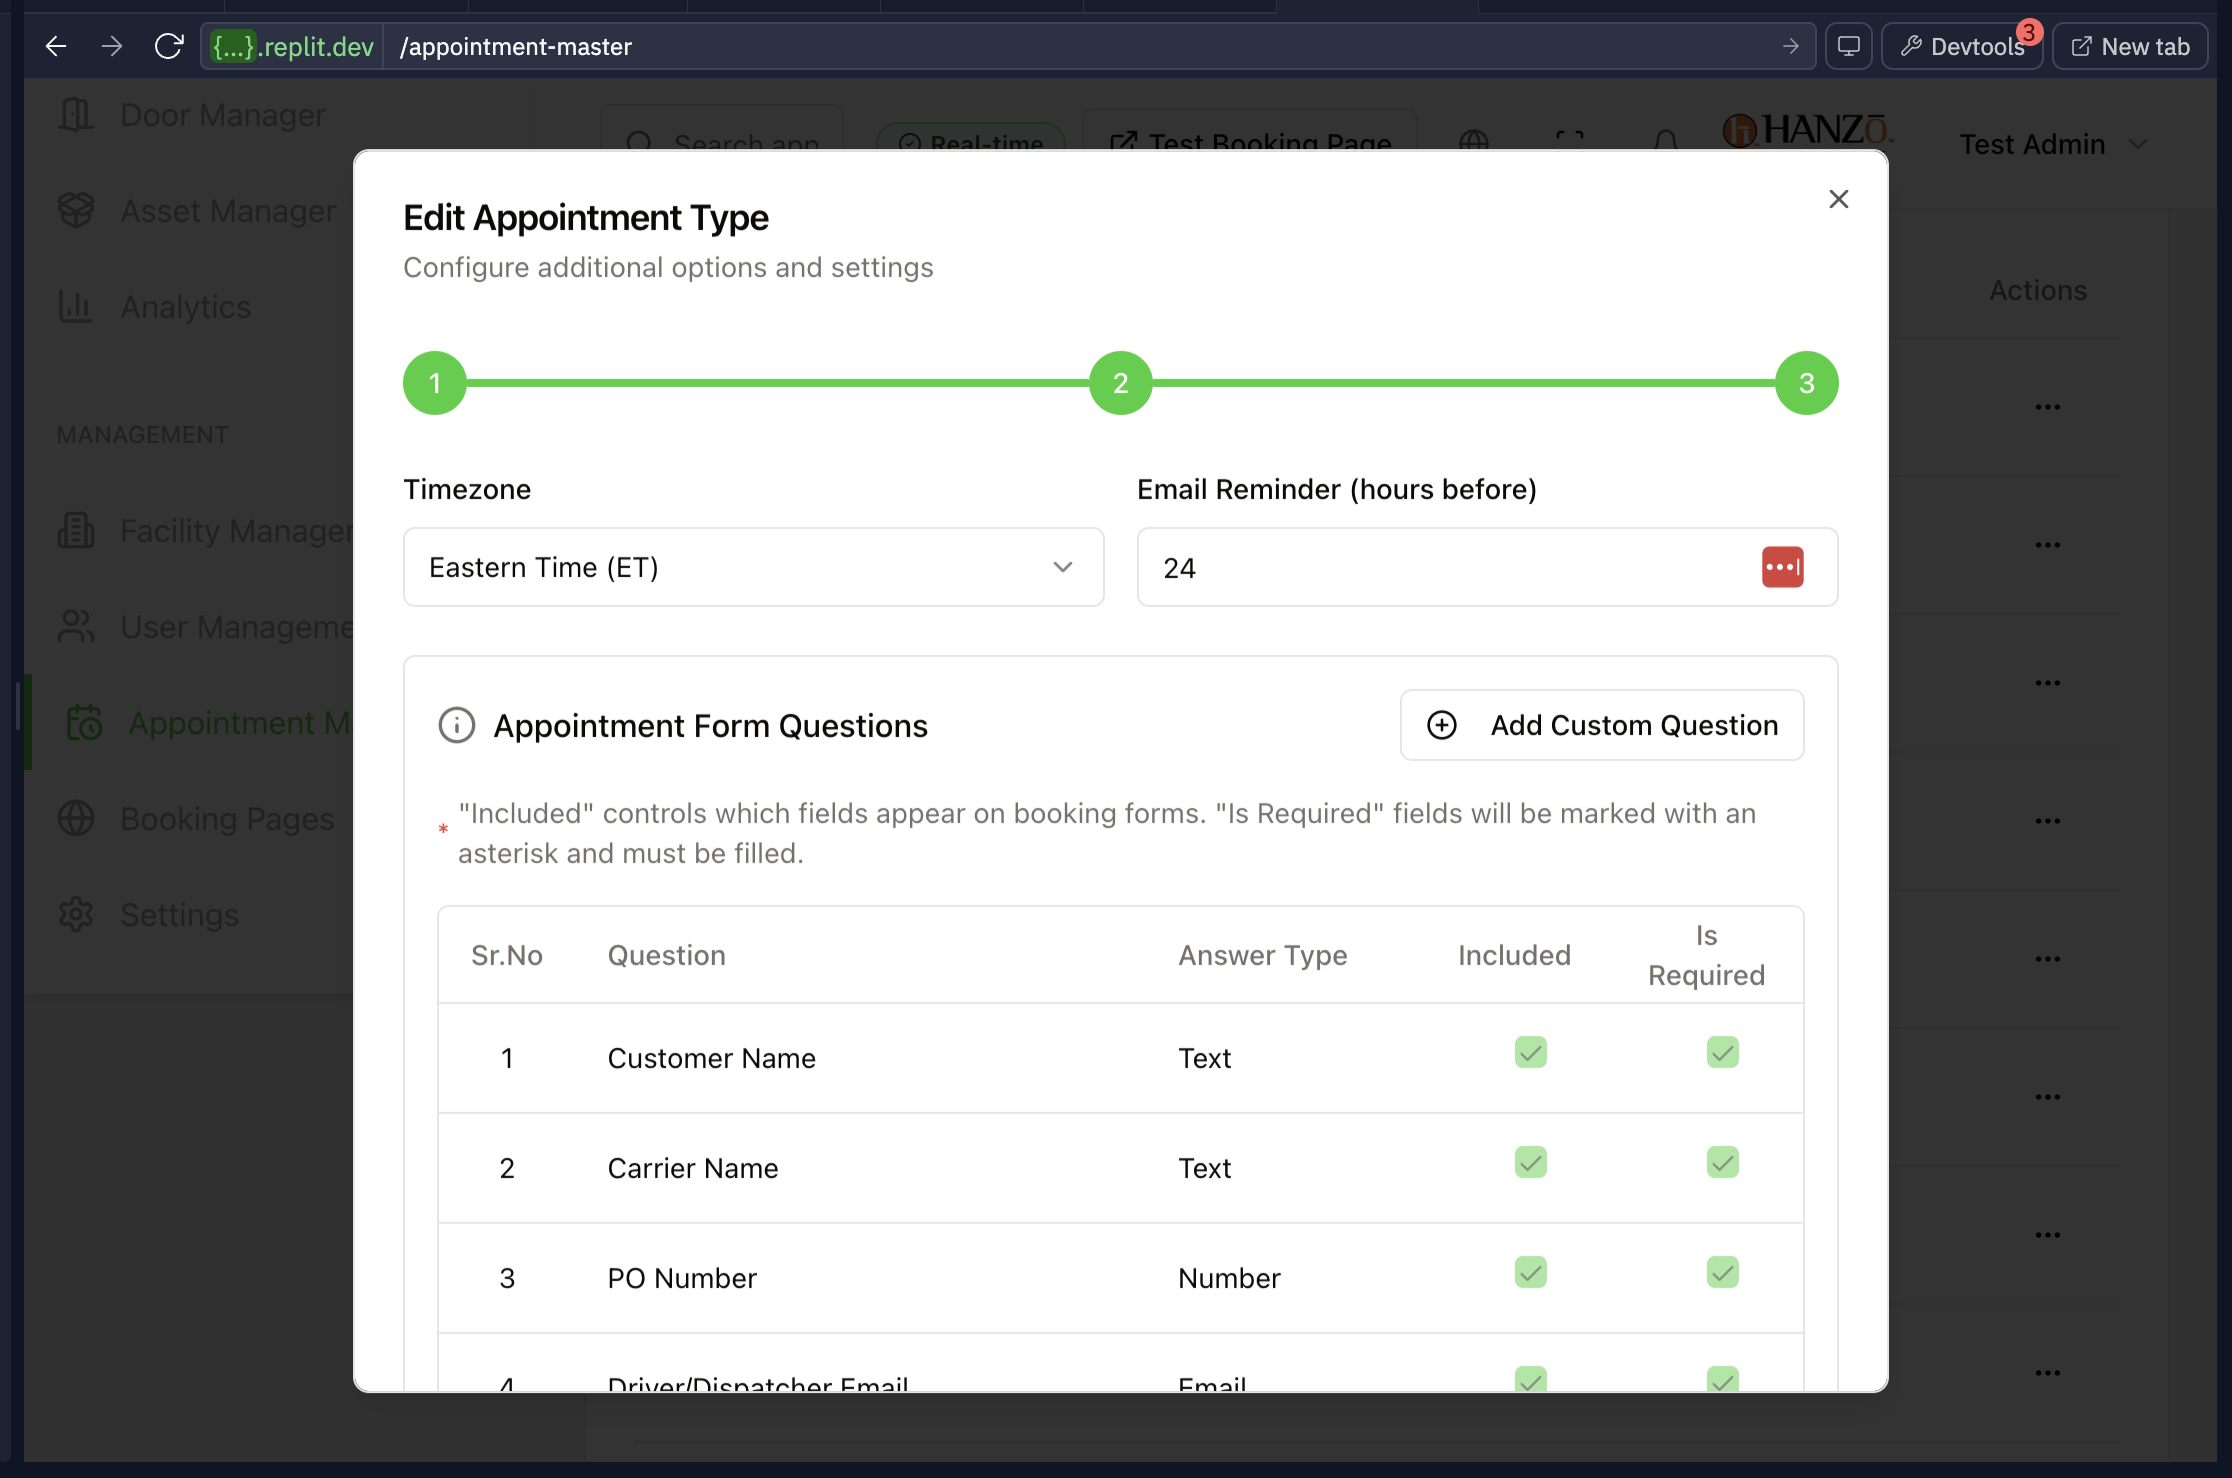 {...}.replit.dev
/appointment-master
Devtools
3
New tab
Door Manager
Asset Manager
Analytics
MANAGEMENT
Facility Manager
User Manageme
Appointment M
Booking Pages
Settings
Search app
Real-time
Test Booking Page
HANZŌ
Test Admin
Actions
Edit Appointment Type
Configure additional options and settings
1
2
3
Timezone
Email Reminder (hours before)
Eastern Time (ET)
24
Appointment Form Questions
Add Custom Question
* "Included" controls which fields appear on booking forms. "Is Required" fields will be marked with an
asterisk and must be filled.
Sr.No Question Answer Type Included Is Required
1 Customer Name Text
2 Carrier Name Text
3 PO Number Number
4 Driver/Dispatcher Email Email